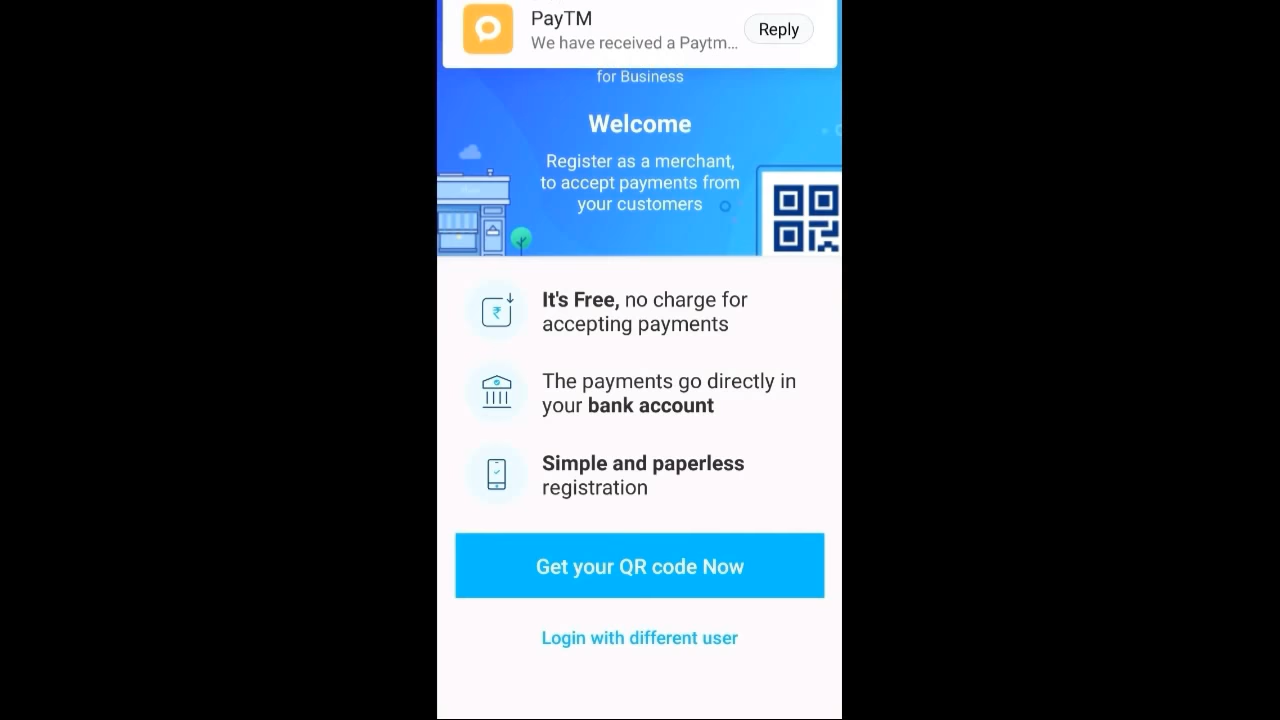 PayTM
We have received a Paytm...
Reply
for Business
Welcome
Register as a merchant,
to accept payments from
your customers
It's Free, no charge for
accepting payments
The payments go directly in
your bank account
Simple and paperless
registration
Get your QR code Now
Login with different user